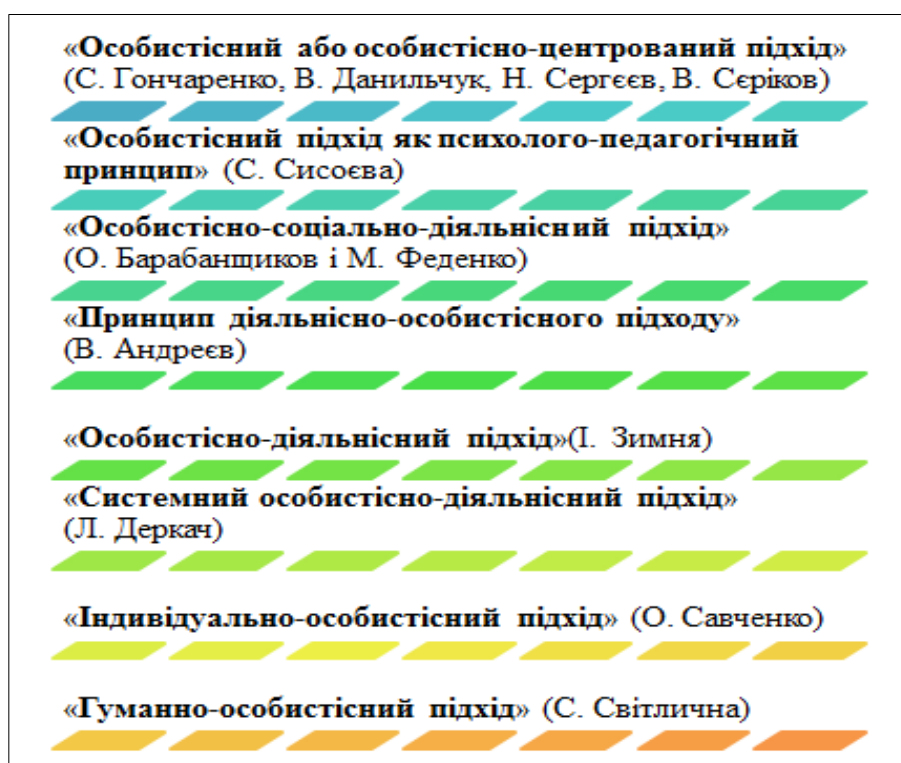 «Особистісний або особистісно-центрований підхід»
(С. Гончаренко, В. Данильчук, Н. Сергєєв, В. Сєріков)
«Особистісний підхід як психолого-педагогічний
принцип» (С. Сисоєва)
«Особистісно-соціально-діяльнісний підхід»
(О. Барабанщиков і М. Феденко)
«Принцип діяльнісно-особистісного підходу»
(В. Андреєв)
«Особистісно-діяльнісний підхід»(І. Зимня)
«Системний особистісно-діяльнісний підхід»
(Л. Деркач)
«Індивідуально-особистісний підхід» (О. Савченко)
«Гуманно-особистісний підхід» (С. Світлична)